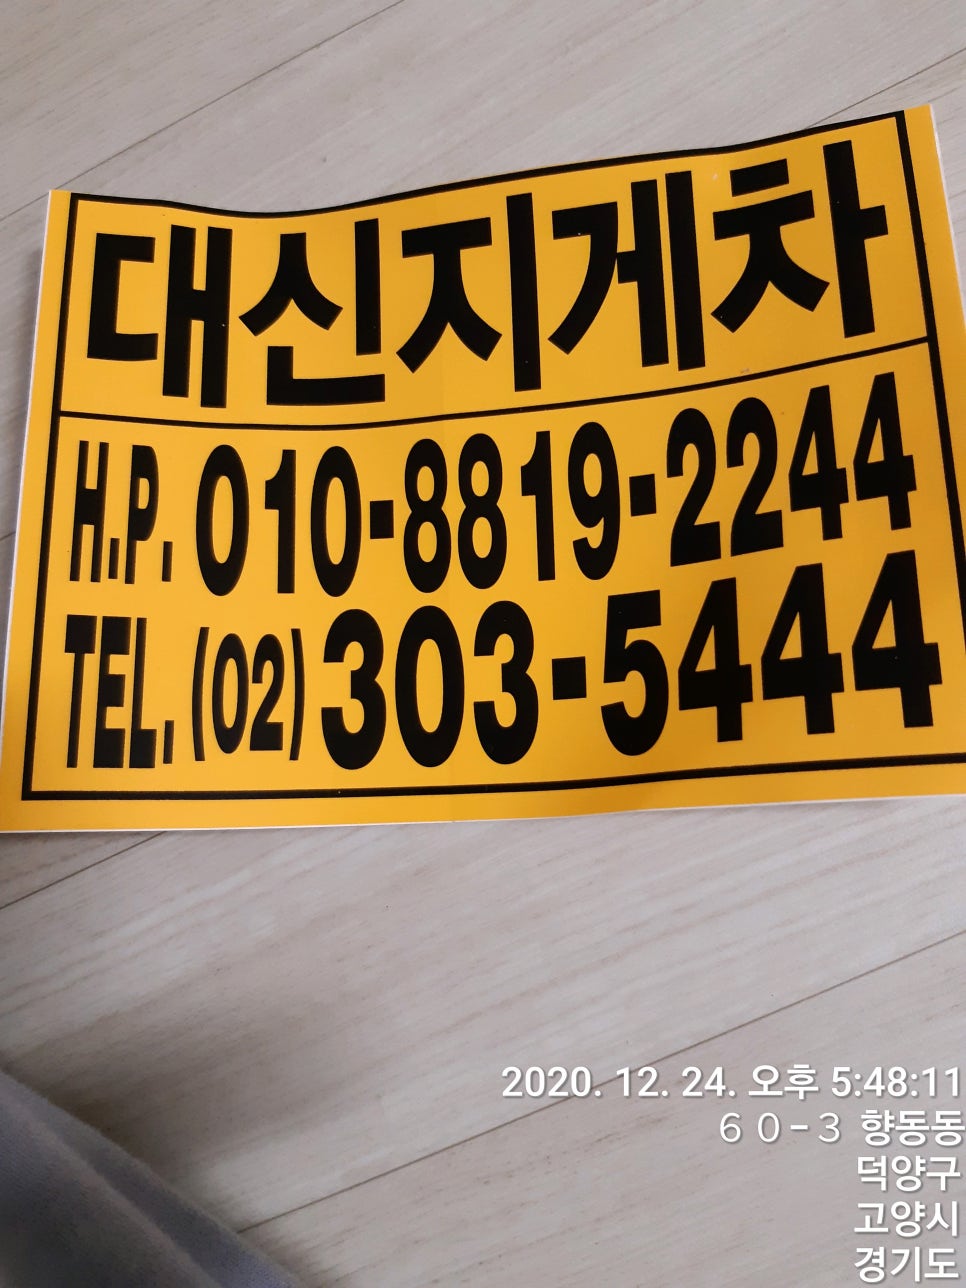 대신지게차
H.P. 010-8819-2244
TEL. (02)303-5444
2020. 12. 24. 오후 5:48:11
60-3 향동동
덕양구
고양시
경기도